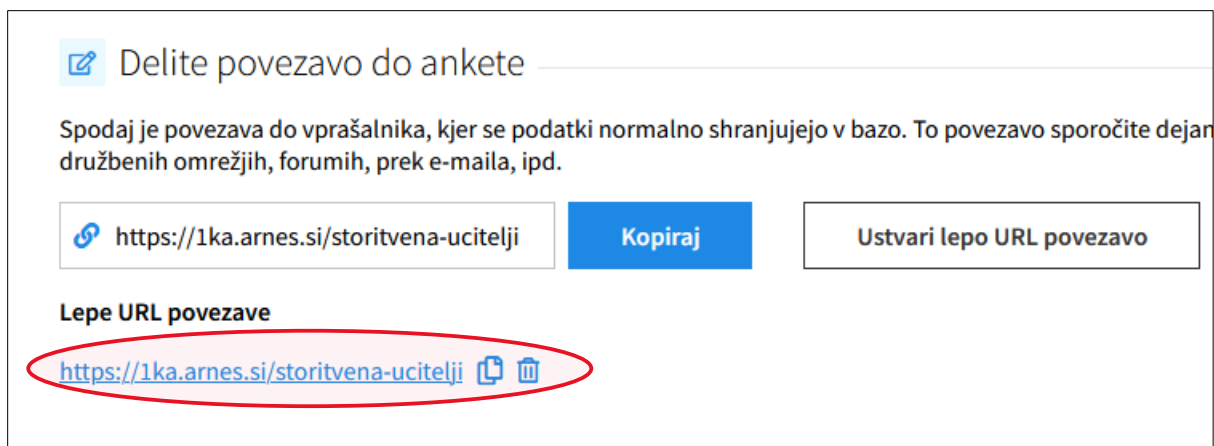 Delite povezavo do ankete
Spodaj je povezava do vprašalnika, kjer se podatki normalno shranjujejo v bazo. To povezavo sporočite
družbenih omrežjih, forumih, prek e-maila, ipd.
https://1ka.arnes.si/storitvena-ucitelji Kopiraj Ustvari lepo URL povezavo
Lepe URL povezave
https://1ka.arnes.si/storitvena-ucitelji